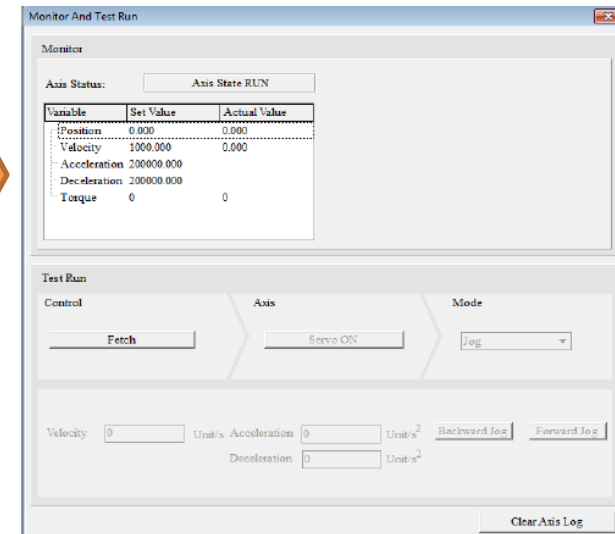 Monitor And Test Run
Monitor
Axis Status: Axis State RUN
Variable Set Value Actual Value
Position 0.000 0.000
Velocity 1000.000 0.000
Acceleration 200000.000
Deceleration 200000.000
Torque 0 0
Test Run
Control Axis Mode
Fetch Servo ON Jog
Velocity 0 Unit/s Acceleration 0 Unit/s² Backward Jog Forward Jog
Deceleration 0 Unit/s²
Clear Axis Log